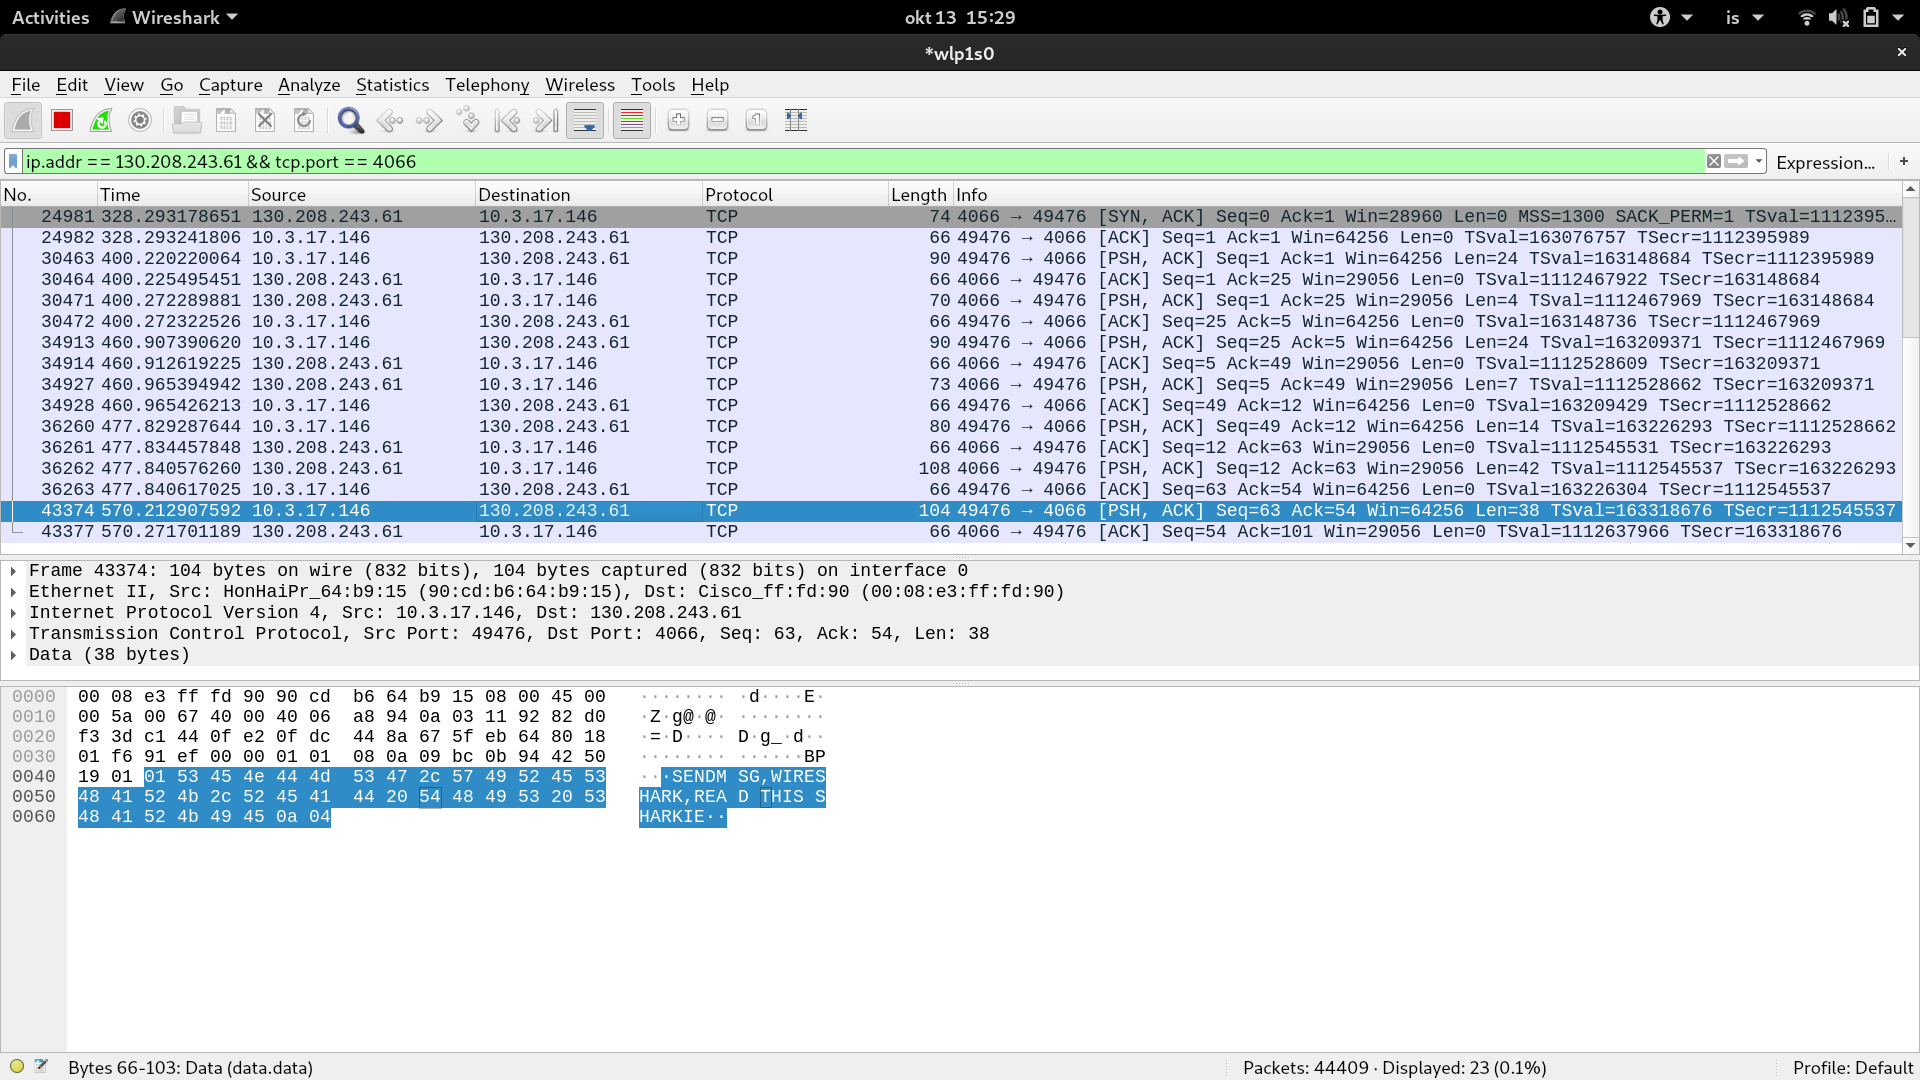 Activities Wireshark okt 13 15:29 is
*wlp1s0 ×
File Edit View Go Capture Analyze Statistics Telephony Wireless Tools Help
ip.addr == 130.208.243.61 && tcp.port == 4066 Expression… +
No. Time Source Destination Protocol Length Info
24981 328.293178651 130.208.243.61 10.3.17.146 TCP 74 4066 → 49476 [SYN, ACK] Seq=0 Ack=1 Win=28960 Len=0 MSS=1300 SACK_PERM=1 TSval=1112395…
24982 328.293241806 10.3.17.146 130.208.243.61 TCP 66 49476 → 4066 [ACK] Seq=1 Ack=1 Win=64256 Len=0 TSval=163076757 TSecr=1112395989
30463 400.220220064 10.3.17.146 130.208.243.61 TCP 90 49476 → 4066 [PSH, ACK] Seq=1 Ack=1 Win=64256 Len=24 TSval=163148684 TSecr=1112395989
30464 400.225495451 130.208.243.61 10.3.17.146 TCP 66 4066 → 49476 [ACK] Seq=1 Ack=25 Win=29056 Len=0 TSval=1112467922 TSecr=163148684
30471 400.272289881 130.208.243.61 10.3.17.146 TCP 70 4066 → 49476 [PSH, ACK] Seq=1 Ack=25 Win=29056 Len=4 TSval=1112467969 TSecr=163148684
30472 400.272322526 10.3.17.146 130.208.243.61 TCP 66 49476 → 4066 [ACK] Seq=25 Ack=5 Win=64256 Len=0 TSval=163148736 TSecr=1112467969
34913 460.907390620 10.3.17.146 130.208.243.61 TCP 90 49476 → 4066 [PSH, ACK] Seq=25 Ack=5 Win=64256 Len=24 TSval=163209371 TSecr=1112467969
34914 460.912619225 130.208.243.61 10.3.17.146 TCP 66 4066 → 49476 [ACK] Seq=5 Ack=49 Win=29056 Len=0 TSval=1112528609 TSecr=163209371
34927 460.965394942 130.208.243.61 10.3.17.146 TCP 73 4066 → 49476 [PSH, ACK] Seq=5 Ack=49 Win=29056 Len=7 TSval=1112528662 TSecr=163209371
34928 460.965426213 10.3.17.146 130.208.243.61 TCP 66 49476 → 4066 [ACK] Seq=49 Ack=12 Win=64256 Len=0 TSval=163209429 TSecr=1112528662
36260 477.829287644 10.3.17.146 130.208.243.61 TCP 80 49476 → 4066 [PSH, ACK] Seq=49 Ack=12 Win=64256 Len=14 TSval=163226293 TSecr=1112528662
36261 477.834457848 130.208.243.61 10.3.17.146 TCP 66 4066 → 49476 [ACK] Seq=12 Ack=63 Win=29056 Len=0 TSval=1112545531 TSecr=163226293
36262 477.840576260 130.208.243.61 10.3.17.146 TCP 108 4066 → 49476 [PSH, ACK] Seq=12 Ack=63 Win=29056 Len=42 TSval=1112545537 TSecr=163226293
36263 477.840617025 10.3.17.146 130.208.243.61 TCP 66 49476 → 4066 [ACK] Seq=63 Ack=54 Win=64256 Len=0 TSval=163226304 TSecr=1112545537
43374 570.212907592 10.3.17.146 130.208.243.61 TCP 104 49476 → 4066 [PSH, ACK] Seq=63 Ack=54 Win=64256 Len=38 TSval=163318676 TSecr=1112545537
43377 570.271701189 130.208.243.61 10.3.17.146 TCP 66 4066 → 49476 [ACK] Seq=54 Ack=101 Win=29056 Len=0 TSval=1112637966 TSecr=163318676
Frame 43374: 104 bytes on wire (832 bits), 104 bytes captured (832 bits) on interface 0
Ethernet II, Src: HonHaiPr_64:b9:15 (90:cd:b6:64:b9:15), Dst: Cisco_ff:fd:90 (00:08:e3:ff:fd:90)
Internet Protocol Version 4, Src: 10.3.17.146, Dst: 130.208.243.61
Transmission Control Protocol, Src Port: 49476, Dst Port: 4066, Seq: 63, Ack: 54, Len: 38
Data (38 bytes)
0000 00 08 e3 ff fd 90 90 cd b6 64 b9 15 08 00 45 00 ········ ·d····E·
0010 00 5a 00 67 40 00 40 06 a8 94 0a 03 11 92 82 d0 ·Z·g@·@· ········
0020 f3 3d c1 44 0f e2 0f dc 44 8a 67 5f eb 64 80 18 ·=·D···· D·g_·d··
0030 01 f6 91 ef 00 00 01 01 08 0a 09 bc 0b 94 42 50 ········ ······BP
0040 19 01 01 53 45 4e 44 4d 53 47 2c 57 49 52 45 53 ···SENDM SG,WIRES
0050 48 41 52 4b 2c 52 45 41 44 20 54 48 49 53 20 53 HARK,REA D THIS S
0060 48 41 52 4b 49 45 0a 04 HARKIE··
Bytes 66-103: Data (data.data) Packets: 44409 · Displayed: 23 (0.1%) Profile: Default